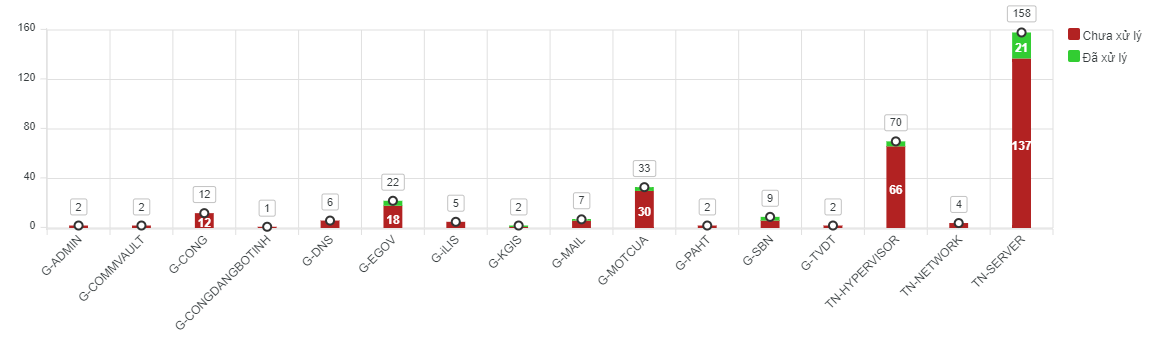 158
160
Chưa xử lý
21
Đã xử lý
120
137
70
80
33
66
22
40
12
9
7
6
5
4
2
2
1
2
2
2
30
18
12
0
G-ADMIN
G-COMMVAULT
G-CONG
G-CONGDANGBOTINH
G-DNS
G-EGOV
G-iLIS
G-KGIS
G-MAIL
G-MOTCUA
G-PAHT
G-SBN
G-TVDT
TN-HYPERVISOR
TN-NETWORK
TN-SERVER